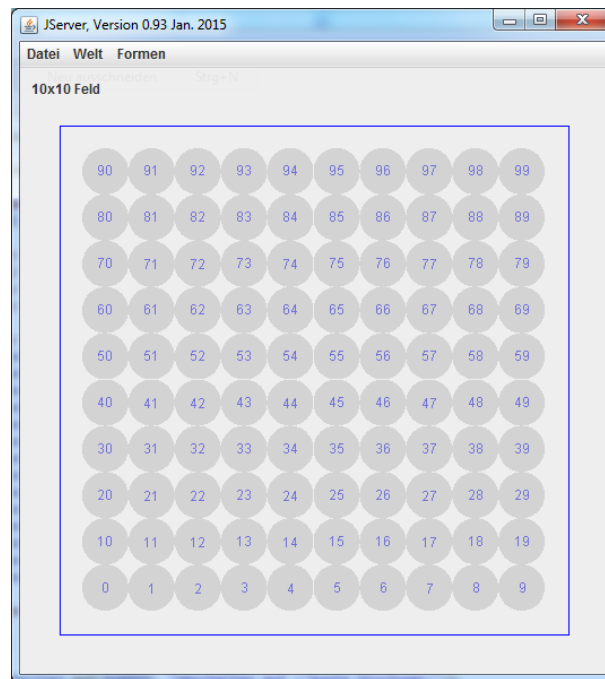 JServer, Version 0.93 Jan. 2015
Datei Welt Formen
Neu ausschneiden Strg+N
10x10 Feld
90 91 92 93 94 95 96 97 98 99
80 81 82 83 84 85 86 87 88 89
70 71 72 73 74 75 76 77 78 79
60 61 62 63 64 65 66 67 68 69
50 51 52 53 54 55 56 57 58 59
40 41 42 43 44 45 46 47 48 49
30 31 32 33 34 35 36 37 38 39
20 21 22 23 24 25 26 27 28 29
10 11 12 13 14 15 16 17 18 19
0 1 2 3 4 5 6 7 8 9